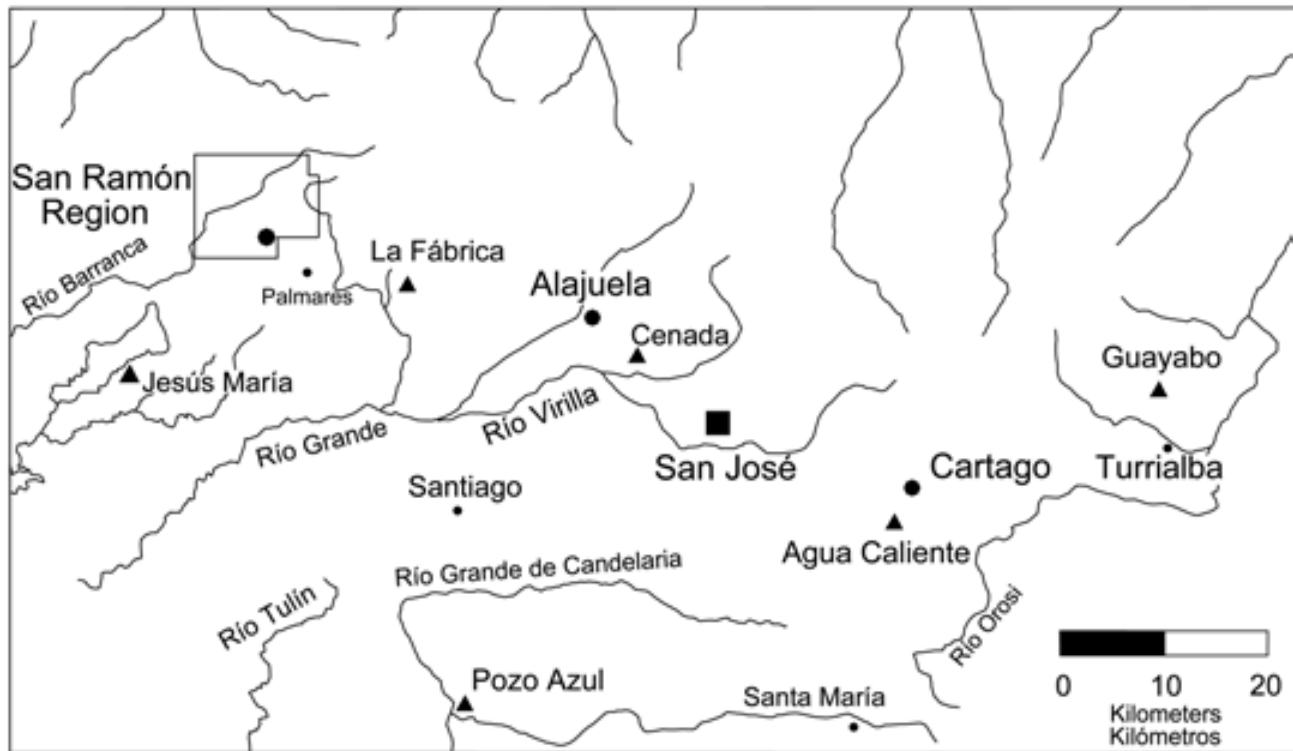 San Ramón
Region
Río Barranca
La Fábrica
Palmares
Alajuela
Cenada
Guayabo
Jesús María
Río Grande
Río Virilla
San José
Cartago
Turrialba
Santiago
Agua Caliente
Río Grande de Candelaria
Río Tulín
Río Orosi
Pozo Azul
Santa María
0 10 20
Kilometers
Kilómetros